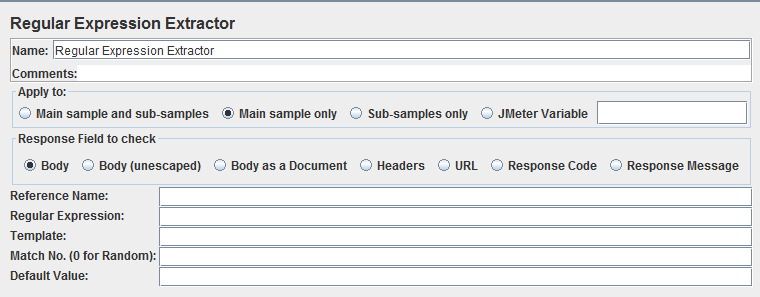 Regular Expression Extractor
Name: Regular Expression Extractor
Comments:
Apply to:
Main sample and sub-samples Main sample only Sub-samples only JMeter Variable
Response Field to check
Body Body (unescaped) Body as a Document Headers URL Response Code Response Message
Reference Name:
Regular Expression:
Template:
Match No. (0 for Random):
Default Value: